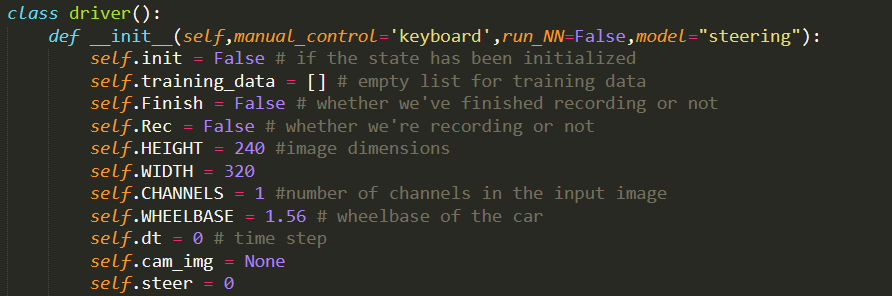 class driver():
    def __init__(self,manual_control='keyboard',run_NN=False,model="steering"):
        self.init = False # if the state has been initialized
        self.training_data = [] # empty list for training data
        self.Finish = False # whether we've finished recording or not
        self.Rec = False # whether we're recording or not
        self.HEIGHT = 240 #image dimensions
        self.WIDTH = 320
        self.CHANNELS = 1 #number of channels in the input image
        self.WHEELBASE = 1.56 # wheelbase of the car
        self.dt = 0 # time step
        self.cam_img = None
        self.steer = 0